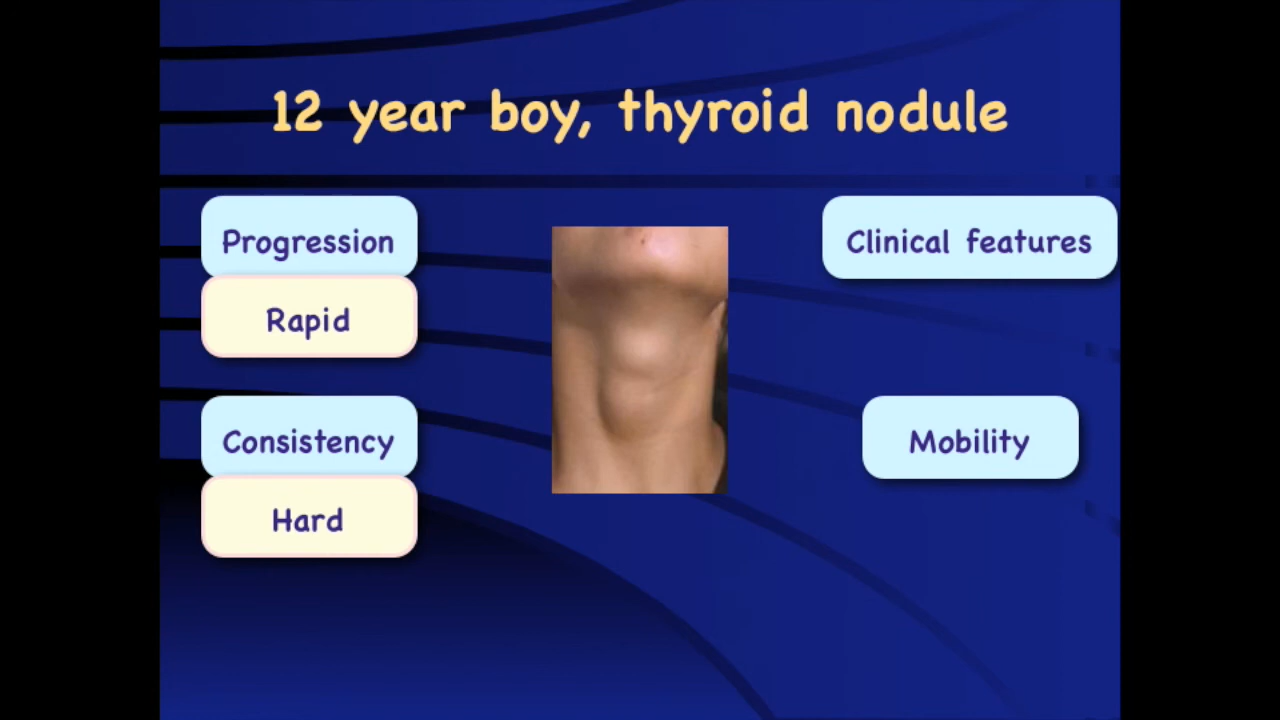 12 year boy, thyroid nodule
Progression
Rapid
Consistency
Hard
Clinical features
Mobility